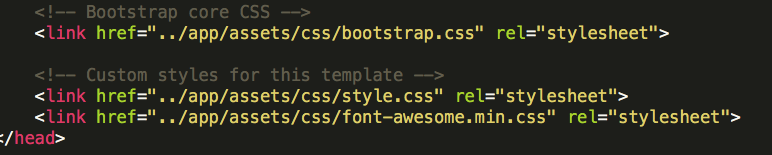 <!-- Bootstrap core CSS -->
<link href="../app/assets/css/bootstrap.css" rel="stylesheet">
<!-- Custom styles for this template -->
<link href="../app/assets/css/style.css" rel="stylesheet">
<link href="../app/assets/css/font-awesome.min.css" rel="stylesheet">
</head>